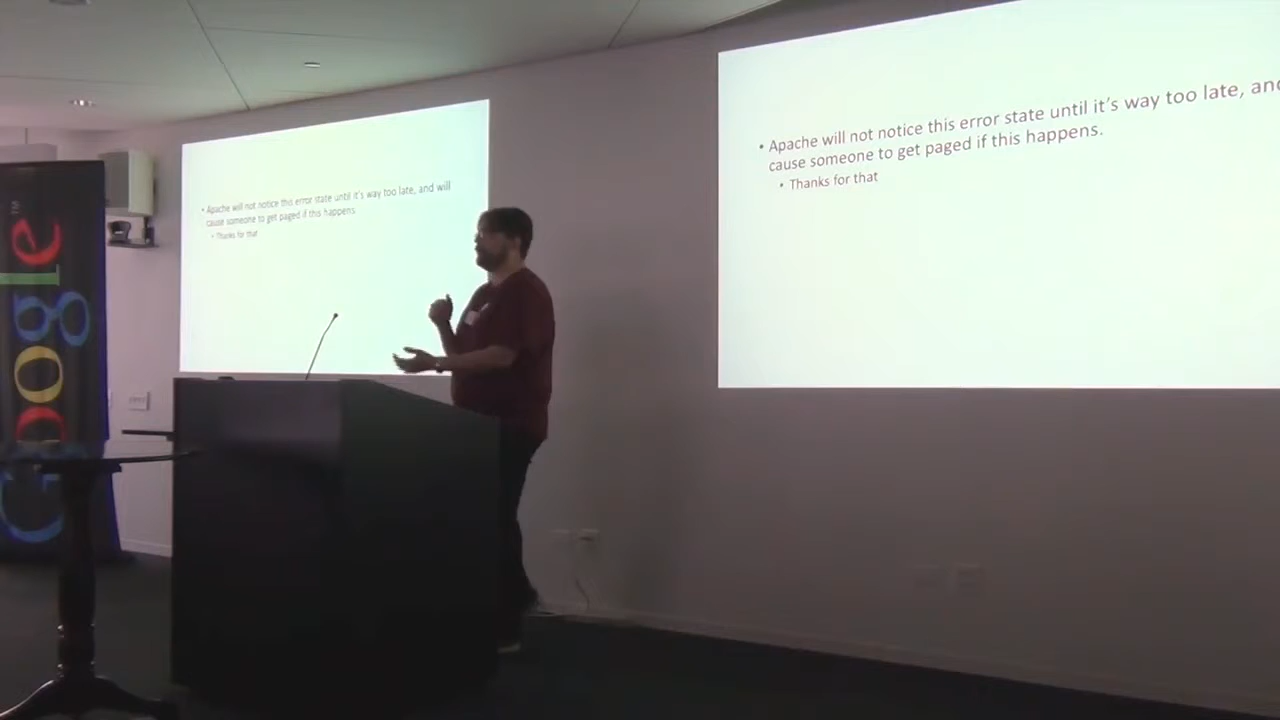 Google™
• Apache will not notice this error state until it's way too late, and will
cause someone to get paged if this happens.
• Thanks for that
• Apache will not notice this error state until it's way too late, and
cause someone to get paged if this happens.
• Thanks for that